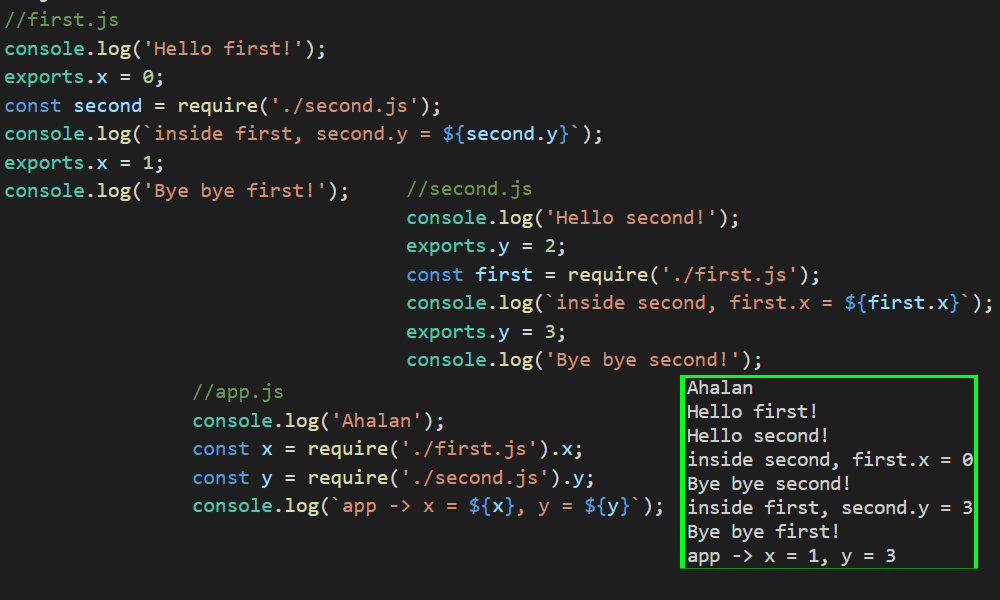 //first.js
console.log('Hello first!');
exports.x = 0;
const second = require('./second.js');
console.log(`inside first, second.y = ${second.y}`);
exports.x = 1;
console.log('Bye bye first!');
//second.js
console.log('Hello second!');
exports.y = 2;
const first = require('./first.js');
console.log(`inside second, first.x = ${first.x}`);
exports.y = 3;
console.log('Bye bye second!');
//app.js
console.log('Ahalan');
const x = require('./first.js').x;
const y = require('./second.js').y;
console.log(`app -> x = ${x}, y = ${y}`);
Ahalan
Hello first!
Hello second!
inside second, first.x = 0
Bye bye second!
inside first, second.y = 3
Bye bye first!
app -> x = 1, y = 3